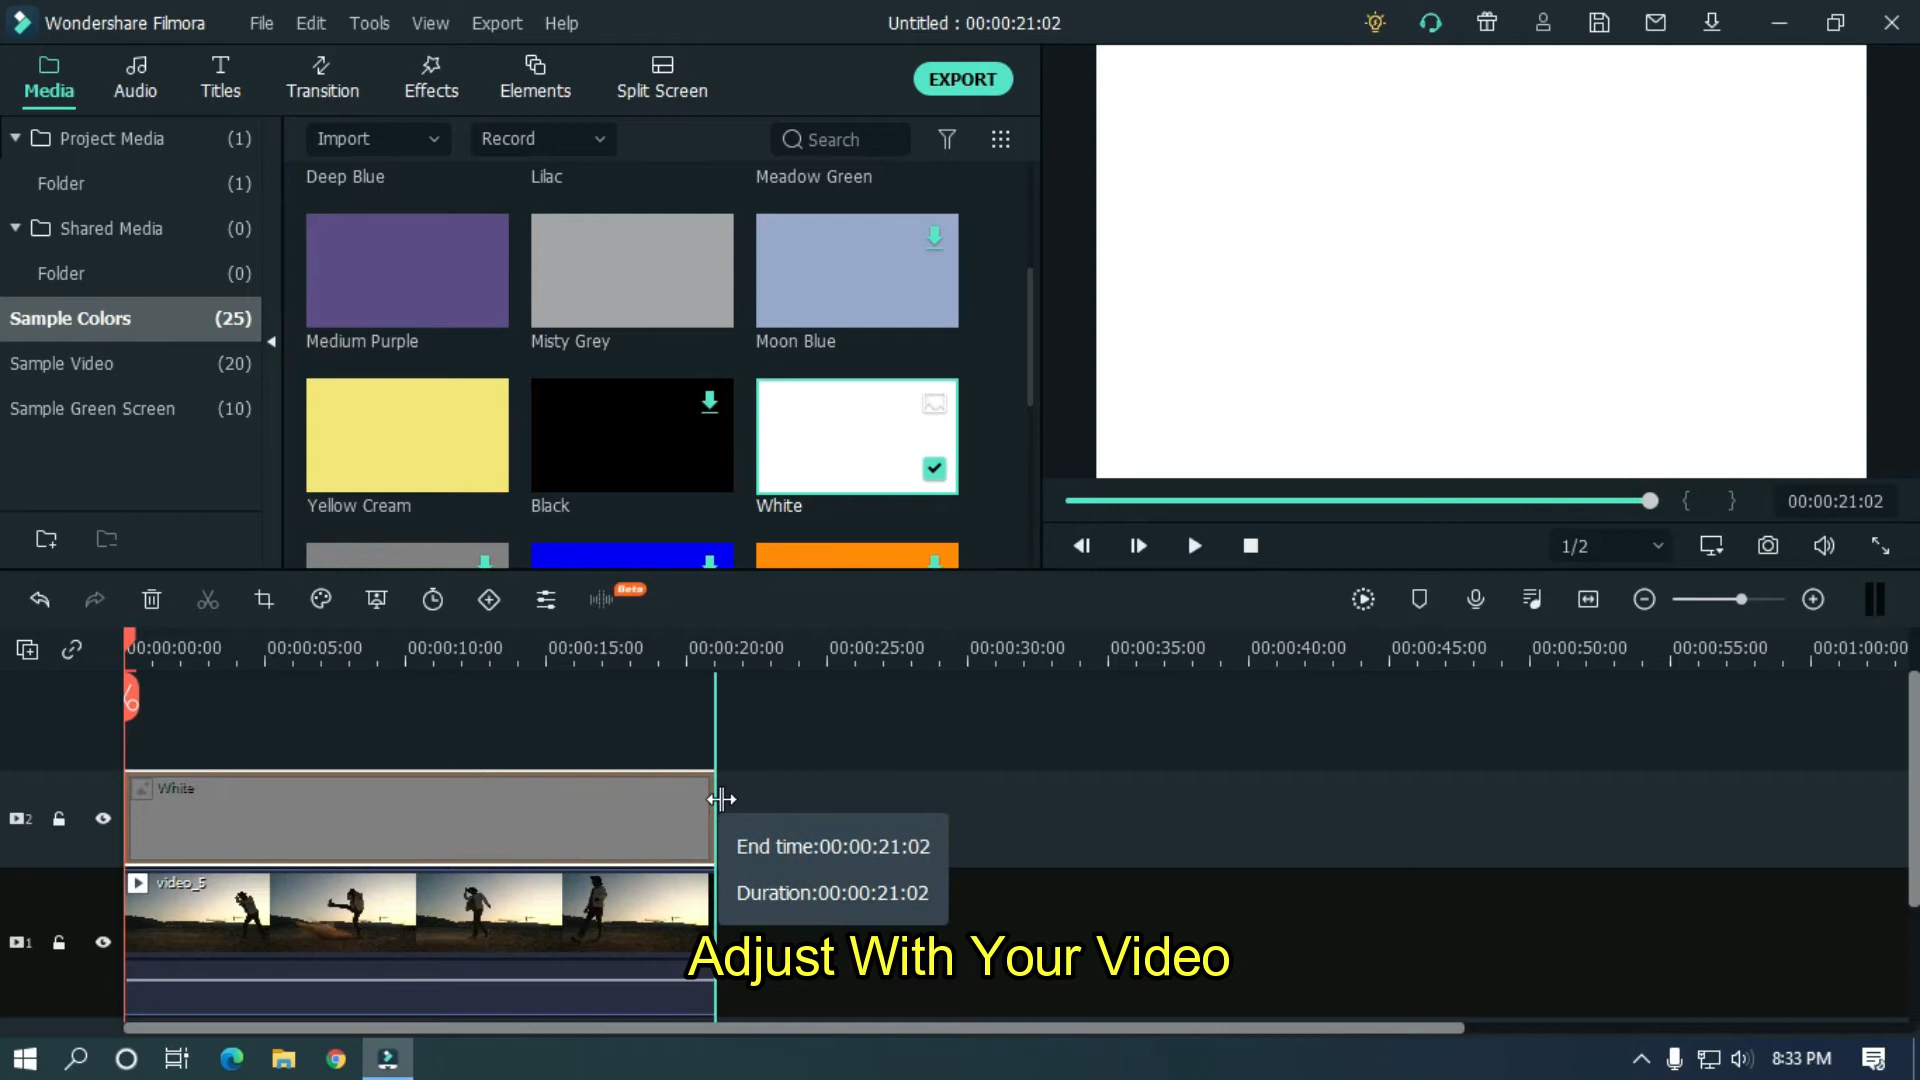 Wondershare Filmora File Edit Tools View Export Help Untitled : 00:00:21:02
Media Audio Titles Transition Effects Elements Split Screen EXPORT
Project Media (1)
Folder (1)
Shared Media (0)
Folder (0)
Sample Colors (25)
Sample Video (20)
Sample Green Screen (10)
Import Record Search
Deep Blue Lilac Meadow Green
Medium Purple Misty Grey Moon Blue
Yellow Cream Black White
{ } 00:00:21:02
1/2
Beta
00:00:00:00 00:00:05:00 00:00:10:00 00:00:15:00 00:00:20:00 00:00:25:00 00:00:30:00 00:00:35:00 00:00:40:00 00:00:45:00 00:00:50:00 00:00:55:00 00:01:00:00
White
2
End time:00:00:21:02
Duration:00:00:21:02
video_5
1
Adjust With Your Video
8:33 PM